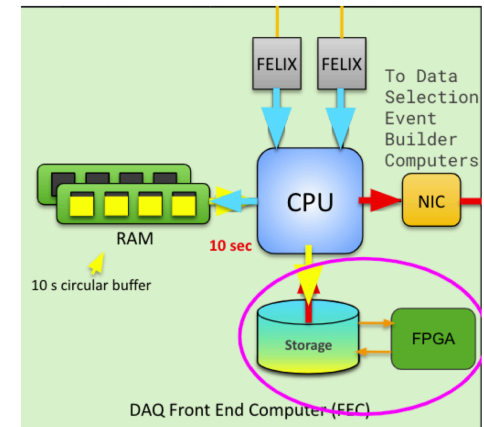 FELIX
FELIX
To Data
Selection
Event
Builder
Computers
CPU
NIC
RAM
10 sec
10 s circular buffer
Storage
FPGA
DAQ Front End Computer (FEC)